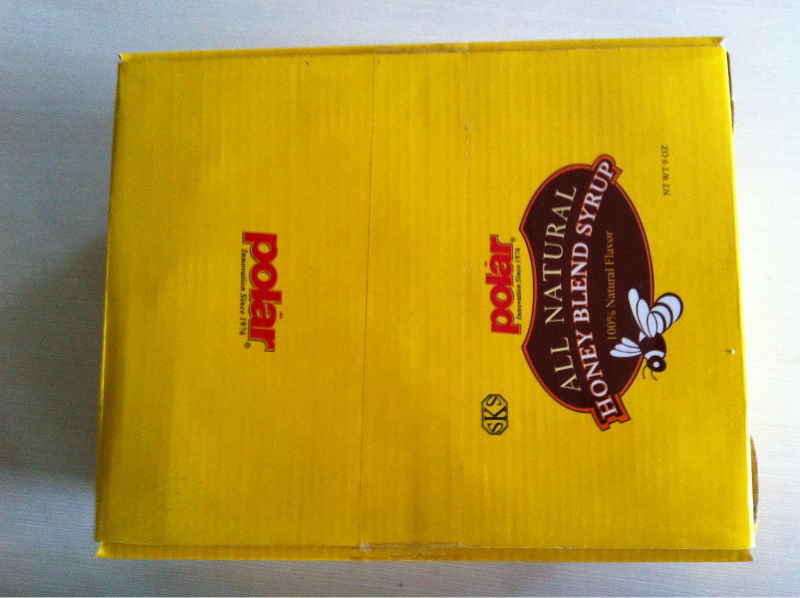 polar®
Innovation Since 1976
polar®
Innovation Since 1976
ALL NATURAL
HONEY BLEND SYRUP
100% Natural Flavor
SKS
NT WT 9 OZ